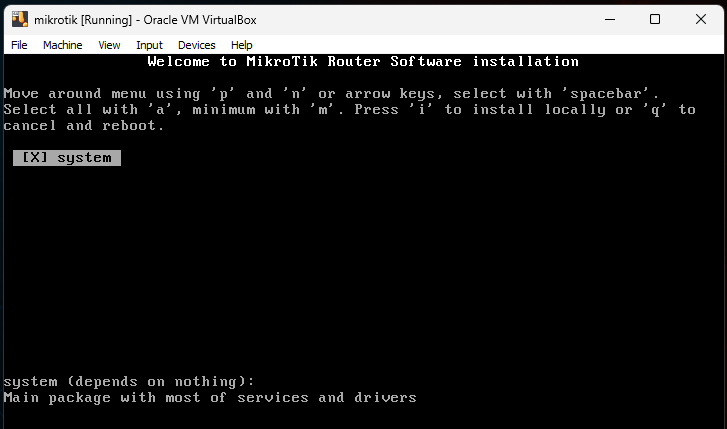 mikrotik [Running] - Oracle VM VirtualBox
File Machine View Input Devices Help
Welcome to MikroTik Router Software installation
Move around menu using 'p' and 'n' or arrow keys, select with 'spacebar'.
Select all with 'a', minimum with 'm'. Press 'i' to install locally or 'q' to
cancel and reboot.
[X] system
system (depends on nothing):
Main package with most of services and drivers